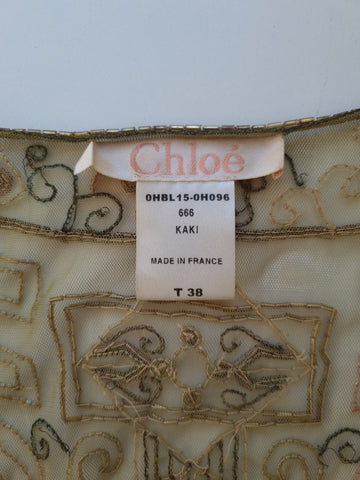 Chloé
0HBL15-0H096
666
KAKI
MADE IN FRANCE
T 38